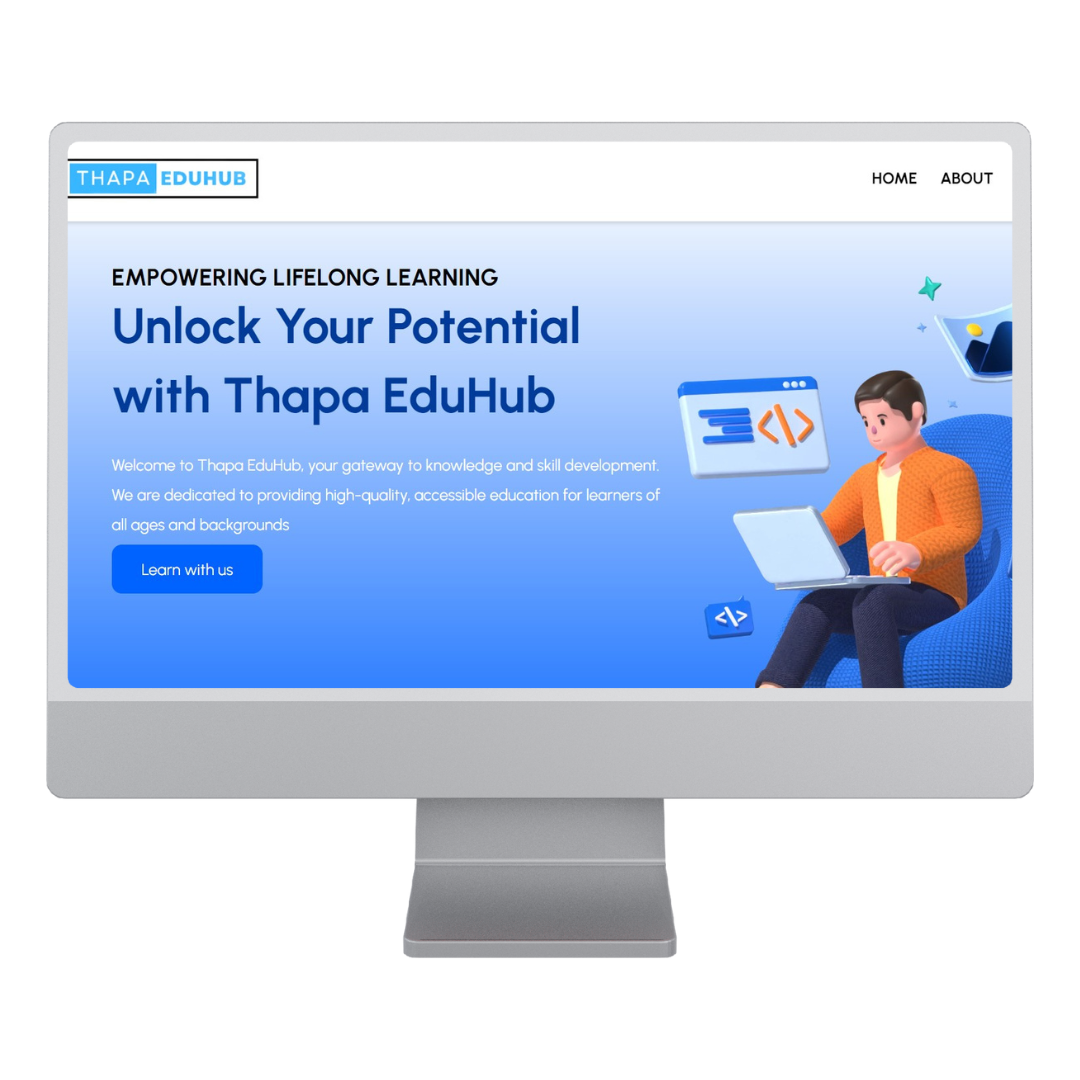 THAPA EDUHUB
HOME ABOUT
EMPOWERING LIFELONG LEARNING
Unlock Your Potential
with Thapa EduHub
Welcome to Thapa EduHub, your gateway to knowledge and skill development.
We are dedicated to providing high-quality, accessible education for learners of
all ages and backgrounds
Learn with us